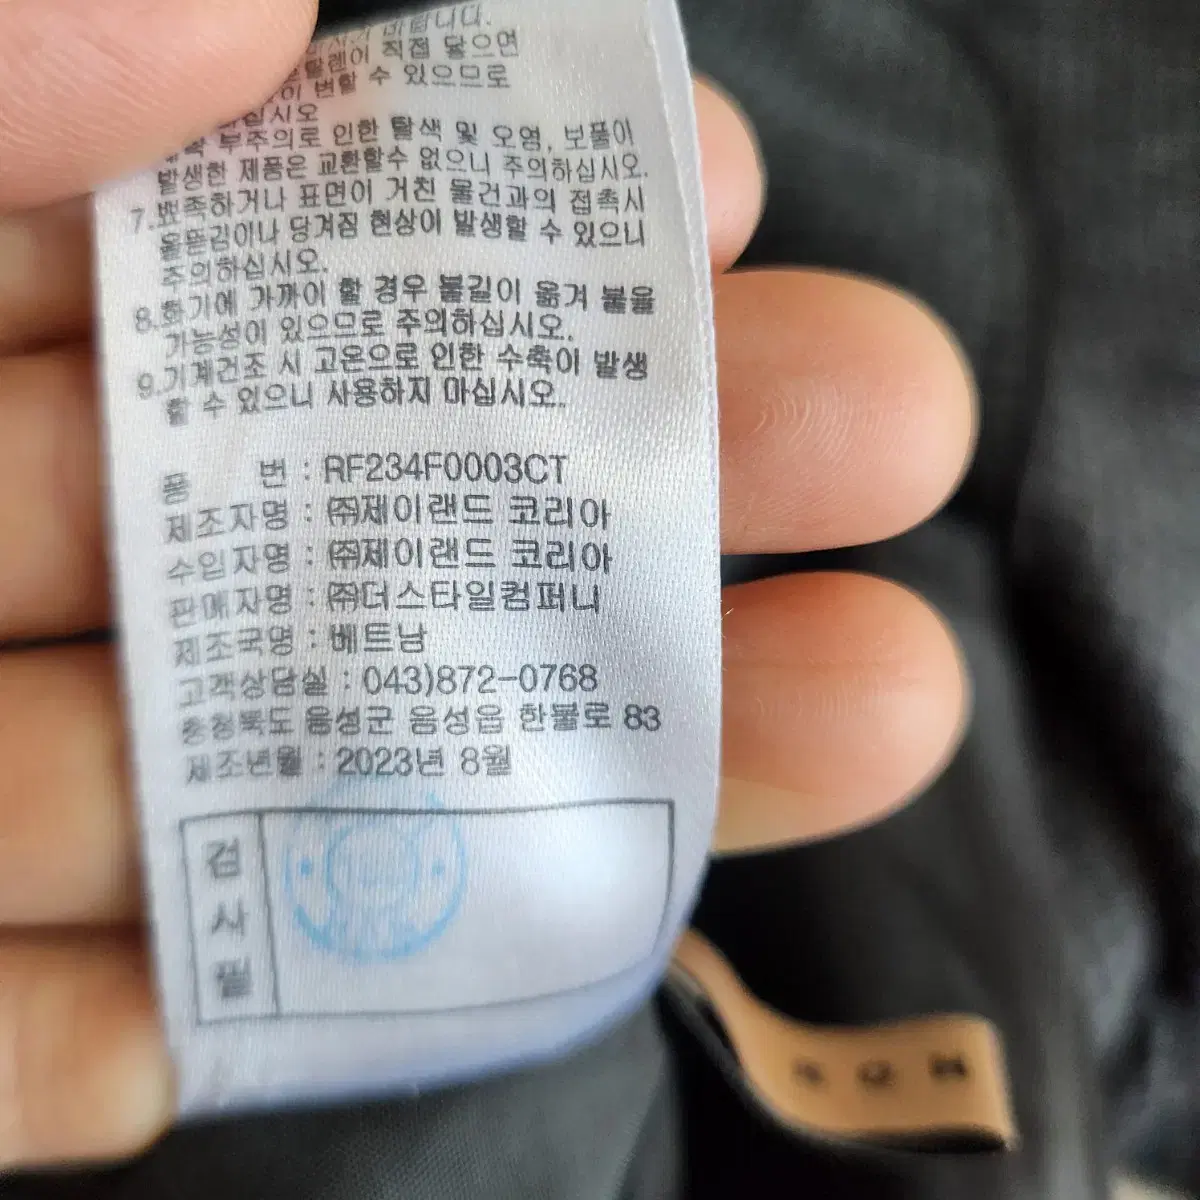 바랍니다.
직접 닿으면
변할 수 있으므로
십시오
부주의로 인한 탈색 및 오염, 보풀이
발생한 제품은 교환할수 없으니 주의하십시오.
7.뾰족하거나 표면이 거친 물건과의 접촉시
올뜯김이나 당겨짐 현상이 발생할 수 있으니
주의하십시오.
8.화기에 가까이 할 경우 불길이 옮겨 붙을
가능성이 있으므로 주의하십시오.
9.기계건조 시 고온으로 인한 수축이 발생
할 수 있으니 사용하지 마십시오.
품 번 : RF234F0003CT
제조자명 : ㈜제이랜드 코리아
수입자명 : ㈜제이랜드 코리아
판매자명 : ㈜더스타일컴퍼니
제조국명 : 베트남
고객상담실 : 043)872-0768
충청북도 음성군 음성읍 한불로 83
제조년월 : 2023년 8월
검사필